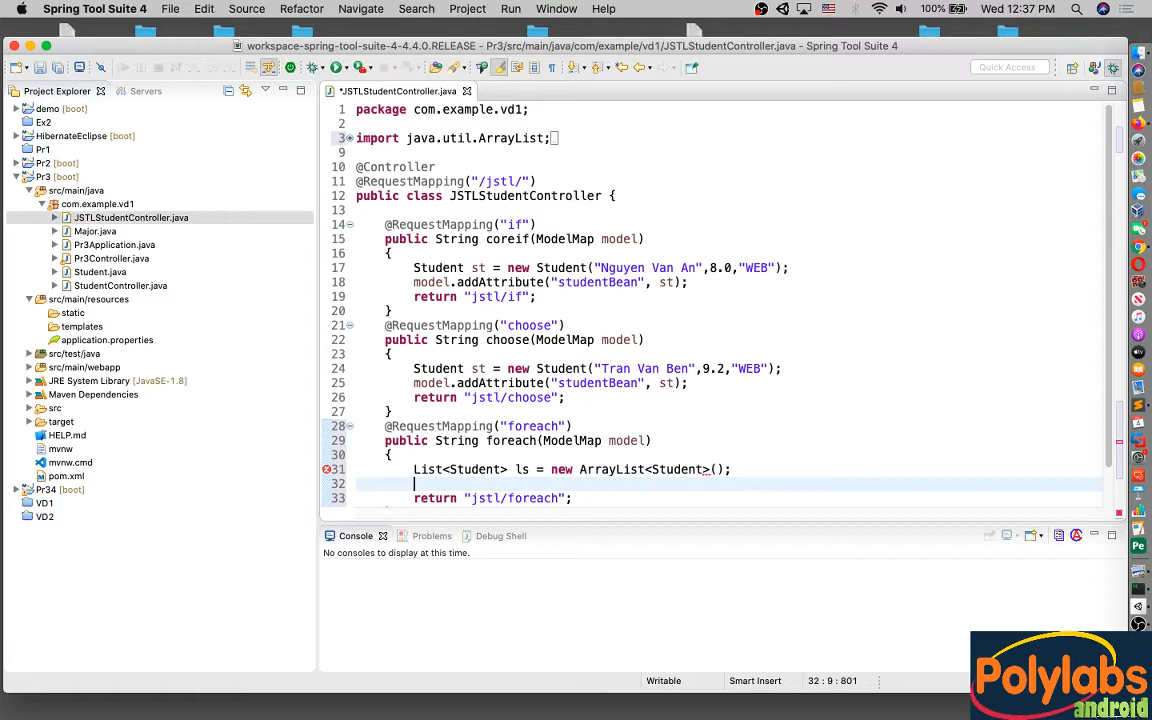 Spring Tool Suite 4 File Edit Source Refactor Navigate Search Project Run Window Help 100% Wed 12:37 PM
workspace-spring-tool-suite-4-4.4.0.RELEASE - Pr3/src/main/java/com/example/vd1/JSTLStudentController.java - Spring Tool Suite 4
Quick Access
Project Explorer Servers
demo [boot]
Ex2
HibernateEclipse [boot]
Pr1
Pr2 [boot]
Pr3 [boot]
src/main/java
com.example.vd1
JSTLStudentController.java
Major.java
Pr3Application.java
Pr3Controller.java
Student.java
StudentController.java
src/main/resources
static
templates
application.properties
src/test/java
src/main/webapp
JRE System Library [JavaSE-1.8]
Maven Dependencies
src
target
HELP.md
mvnw
mvnw.cmd
pom.xml
Pr34 [boot]
VD1
VD2
*JSTLStudentController.java
1 package com.example.vd1;
2
3 import java.util.ArrayList;
9
10 @Controller
11 @RequestMapping("/jstl/")
12 public class JSTLStudentController {
13
14 @RequestMapping("if")
15 public String coreif(ModelMap model)
16 {
17 Student st = new Student("Nguyen Van An",8.0,"WEB");
18 model.addAttribute("studentBean", st);
19 return "jstl/if";
20 }
21 @RequestMapping("choose")
22 public String choose(ModelMap model)
23 {
24 Student st = new Student("Tran Van Ben",9.2,"WEB");
25 model.addAttribute("studentBean", st);
26 return "jstl/choose";
27 }
28 @RequestMapping("foreach")
29 public String foreach(ModelMap model)
30 {
31 List<Student> ls = new ArrayList<Student>();
32
33 return "jstl/foreach";
Console Problems Debug Shell
No consoles to display at this time.
Writable Smart Insert 32 : 9 : 801
Pe
Polylabs
android